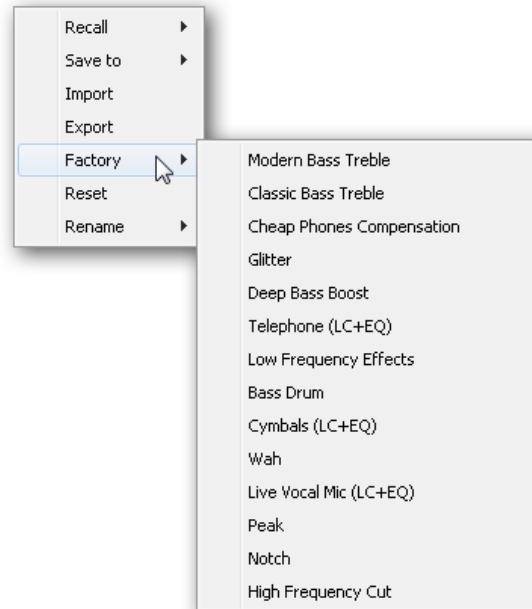 Recall
Save to
Import
Export
Factory
Reset
Rename
Modern Bass Treble
Classic Bass Treble
Cheap Phones Compensation
Glitter
Deep Bass Boost
Telephone (LC+EQ)
Low Frequency Effects
Bass Drum
Cymbals (LC+EQ)
Wah
Live Vocal Mic (LC+EQ)
Peak
Notch
High Frequency Cut